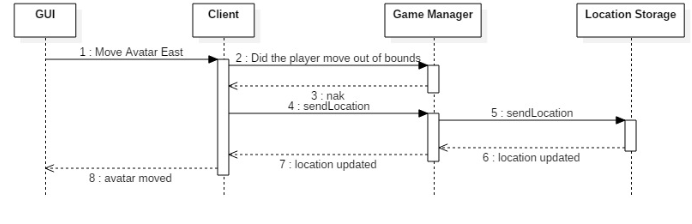 GUI
Client
Game Manager
Location Storage
1 : Move Avatar East
2 : Did the player move out of bounds
3 : nak
4 : sendLocation
5 : sendLocation
6 : location updated
7 : location updated
8 : avatar moved